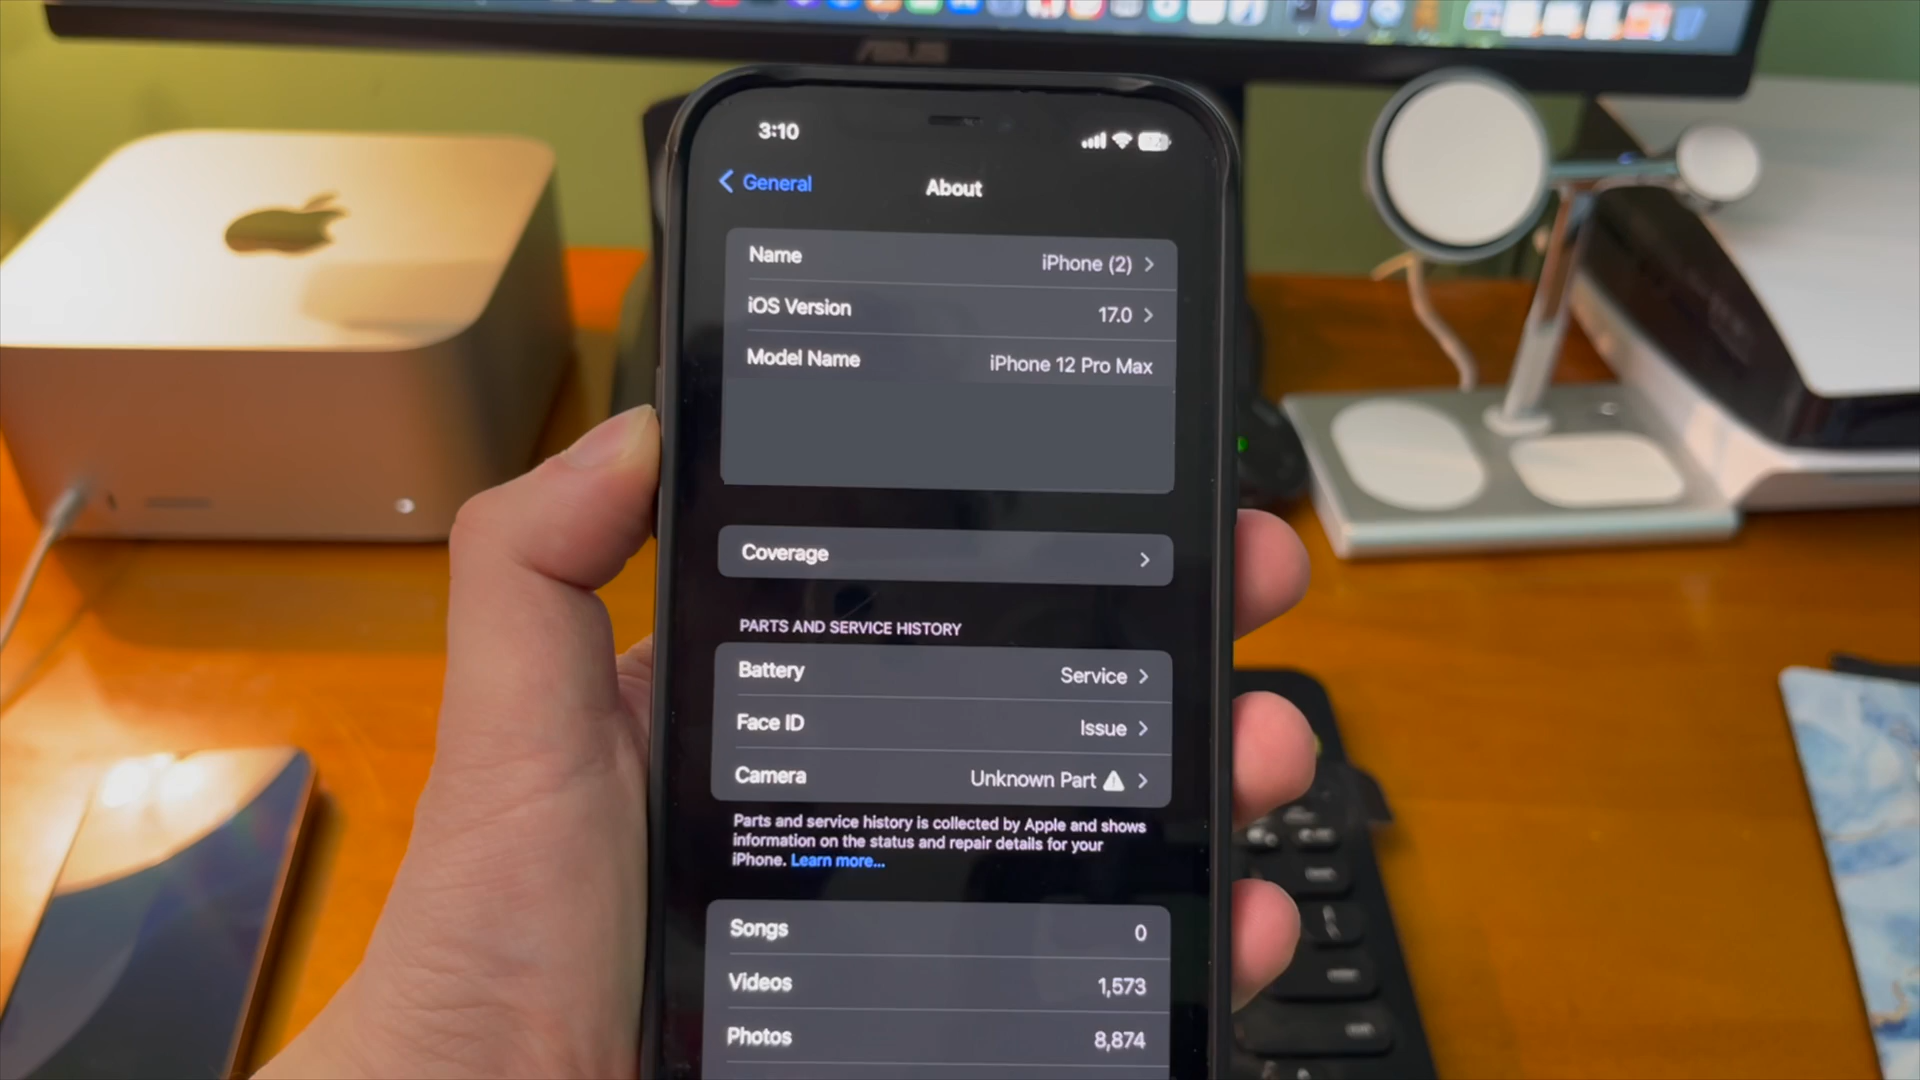 ASUS
3:10
General
About
Name iPhone (2)
iOS Version 17.0
Model Name iPhone 12 Pro Max
Coverage
PARTS AND SERVICE HISTORY
Battery Service
Face ID Issue
Camera Unknown Part
Parts and service history is collected by Apple and shows
information on the status and repair details for your
iPhone. Learn more...
Songs 0
Videos 1,573
Photos 8,874